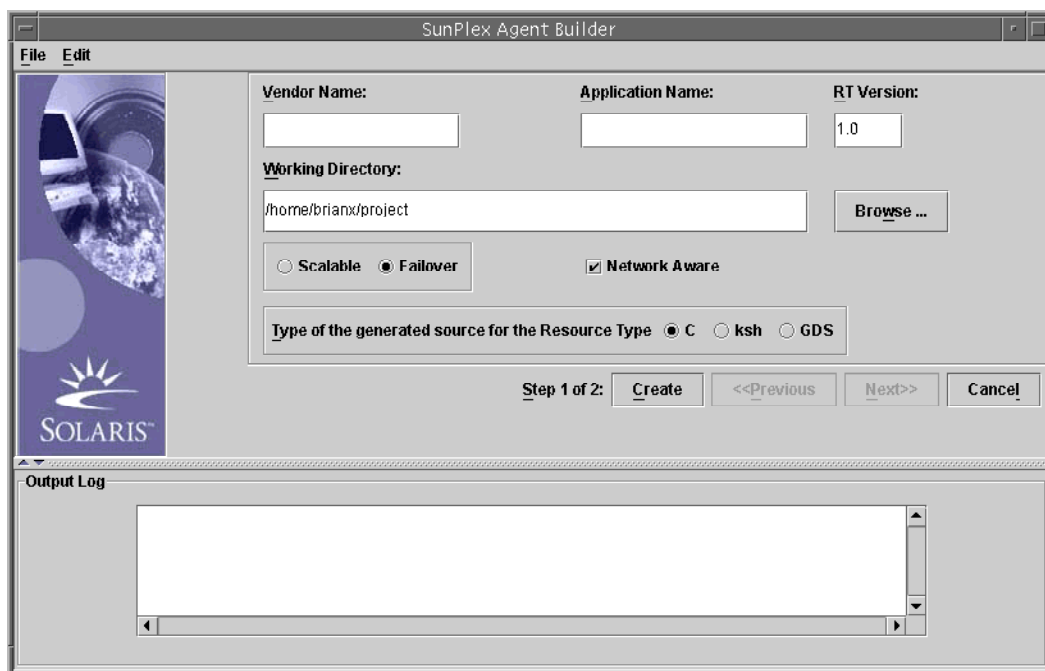 SunPlex Agent Builder
File Edit
Vendor Name: Application Name: RT Version:
1.0
Working Directory:
/home/brianx/project Browse ...
Scalable Failover Network Aware
Type of the generated source for the Resource Type C ksh GDS
Step 1 of 2: Create <<Previous Next>> Cancel
SOLARIS™
Output Log